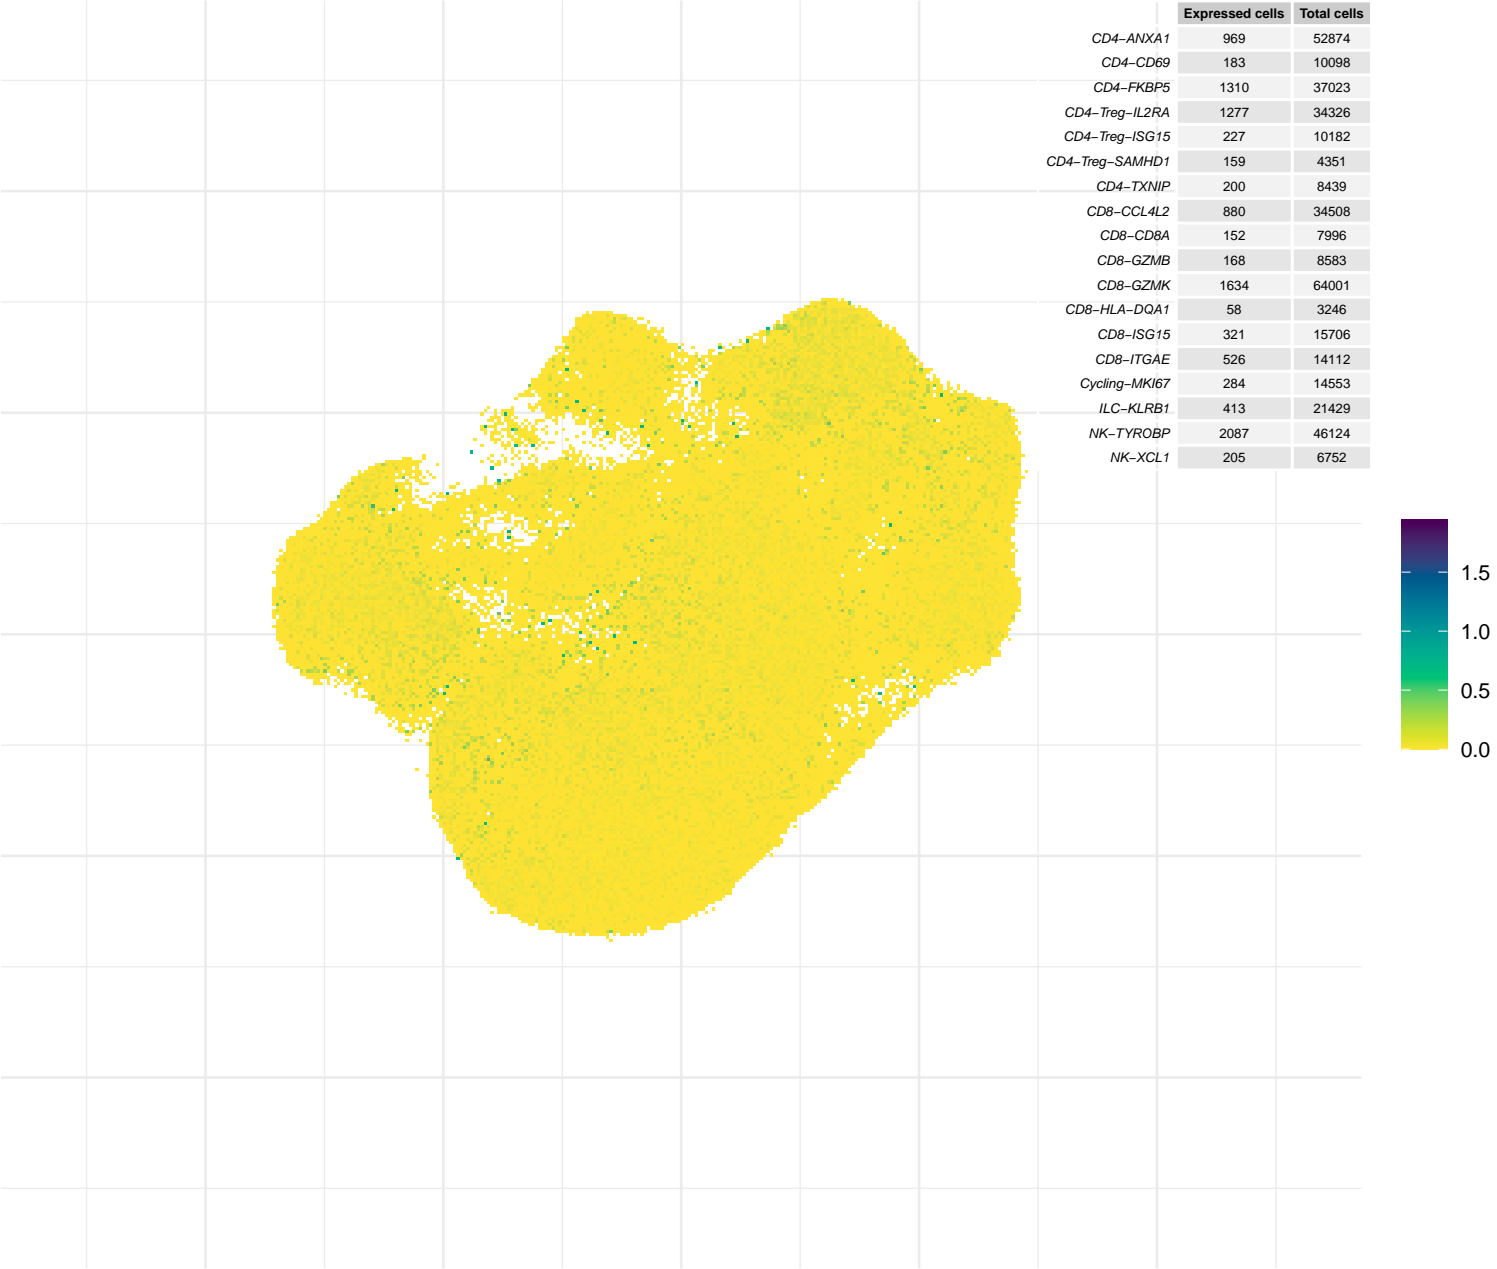 Expressed cells Total cells
CD4−ANXA1 969 52874
CD4−CD69 183 10098
CD4−FKBP5 1310 37023
CD4−Treg−IL2RA 1277 34326
CD4−Treg−ISG15 227 10182
CD4−Treg−SAMHD1 159 4351
CD4−TXNIP 200 8439
CD8−CCL4L2 880 34508
CD8−CD8A 152 7996
CD8−GZMB 168 8583
CD8−GZMK 1634 64001
CD8−HLA−DQA1 58 3246
CD8−ISG15 321 15706
CD8−ITGAE 526 14112
Cycling−MKI67 284 14553
ILC−KLRB1 413 21429
NK−TYROBP 2087 46124
NK−XCL1 205 6752
1.5
1.0
0.5
0.0